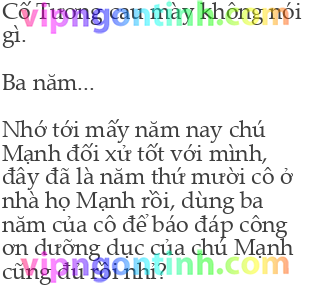 Cố Tương cau mày không nói
gì.
Ba năm...
Nhớ tới mấy năm nay chú
Mạnh đối xử tốt với mình,
đây đã là năm thứ mười cô ở
nhà họ Mạnh rồi, dùng ba
năm của cô để báo đáp công
ơn dưỡng dục của chú Mạnh
cũng đủ rồi nhỉ?
vipngontinh.com
vipngontinh.com